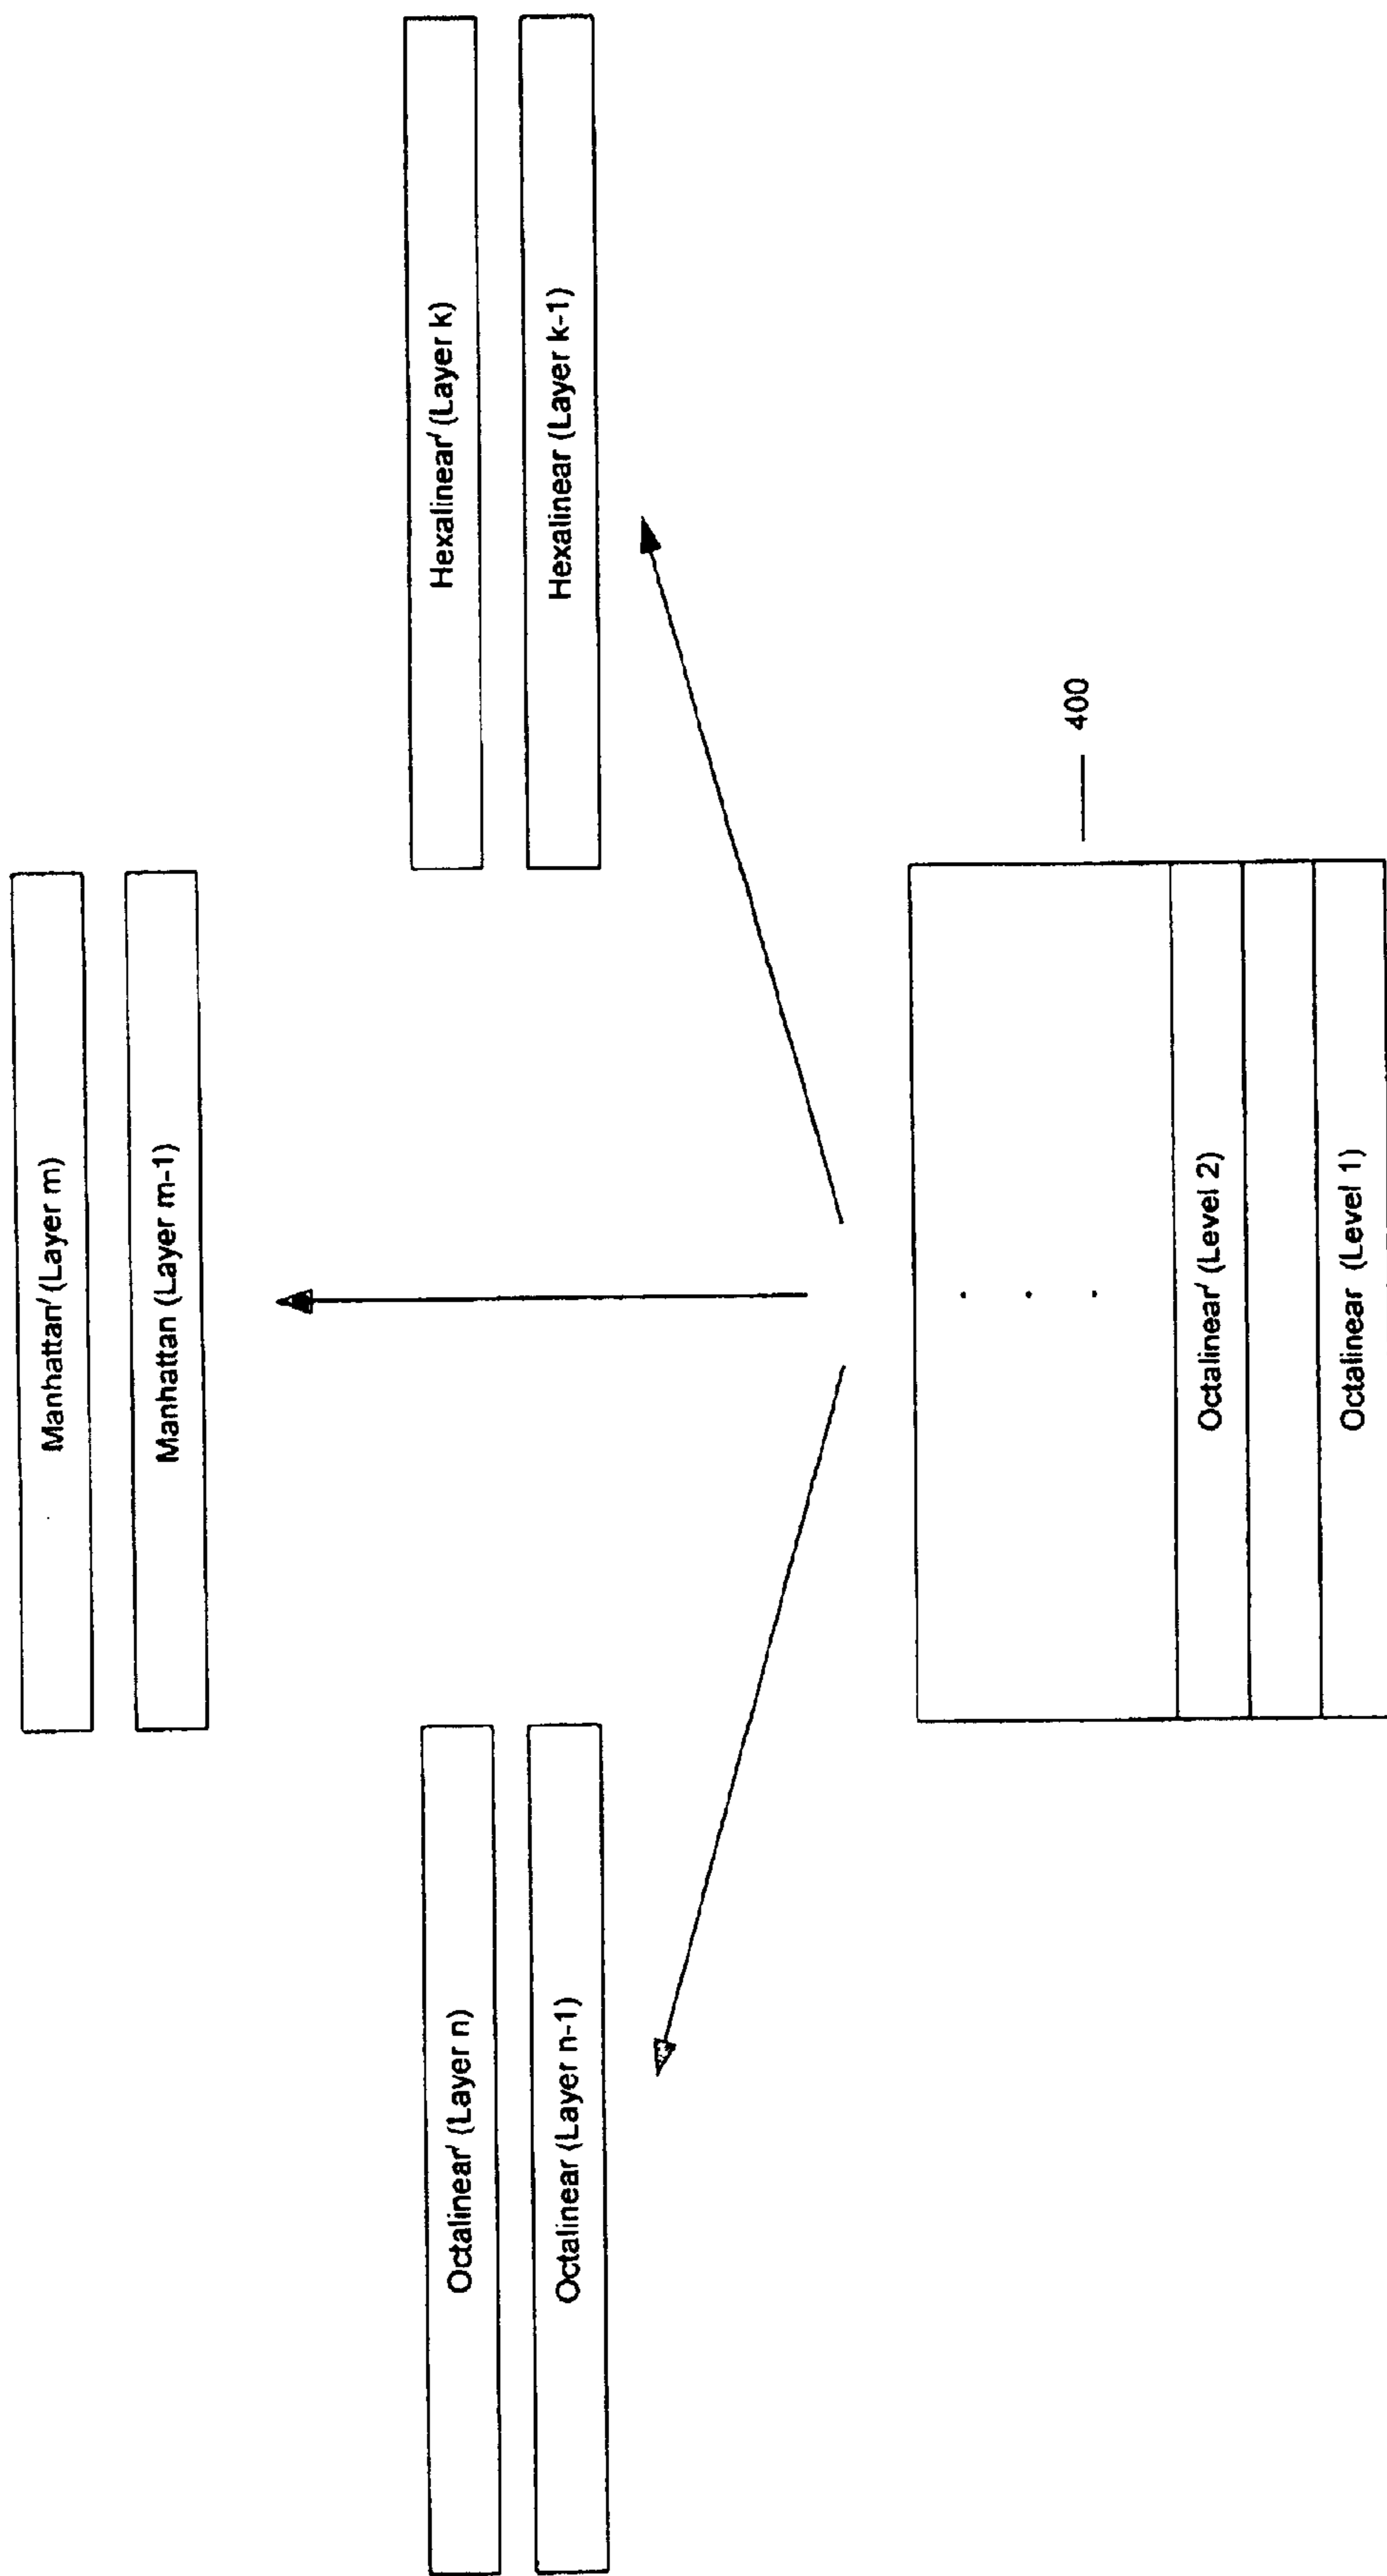 Manhattan' (Layer m)
Manhattan (Layer m-1)
Octalinear' (Layer n)
Octalinear (Layer n-1)
Hexalinear' (Layer k)
Hexalinear (Layer k-1)
400
Octalinear' (Level 2)
Octalinear (Level 1)